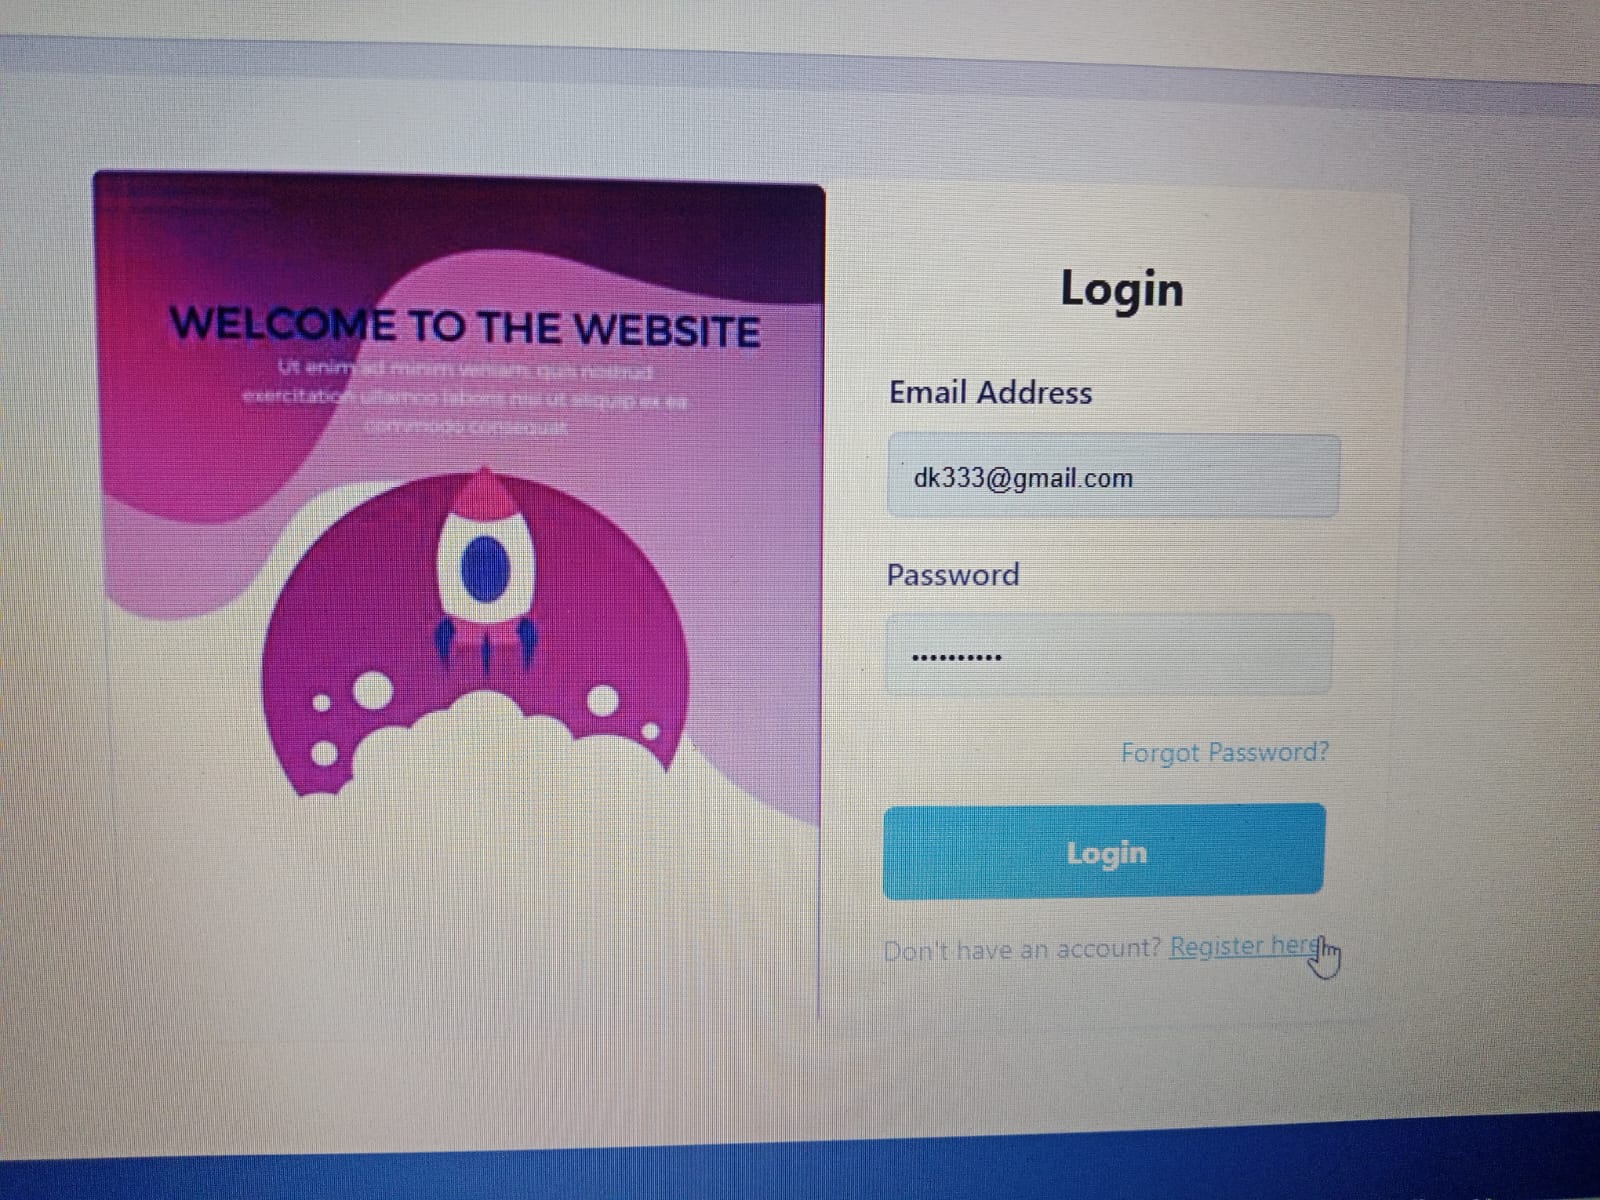 WELCOME TO THE WEBSITE
Ut enim ad minim veniam, quis nostrud
exercitation ullamco laboris nisi ut aliquip ex ea
commodo consequat
Login
Email Address
dk333@gmail.com
Password
••••••••••
Forgot Password?
Login
Don't have an account? Register here